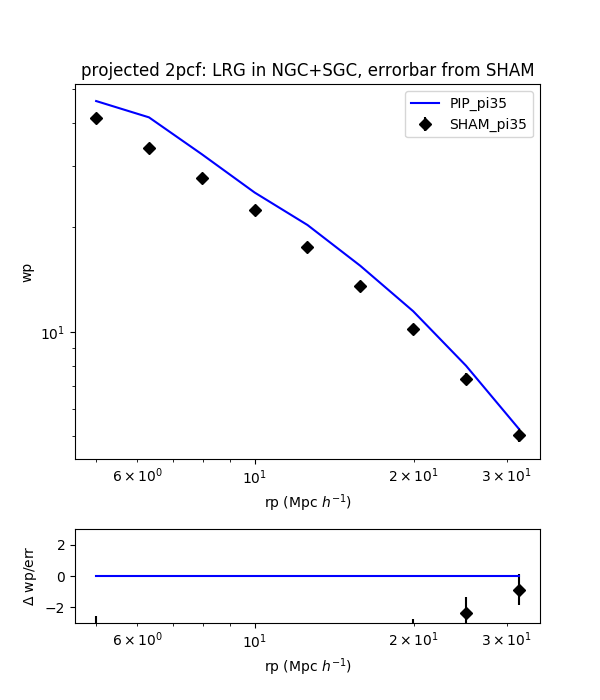 projected 2pcf: LRG in NGC+SGC, errorbar from SHAM
PIP_pi35
SHAM_pi35
wp
10¹
6 × 10⁰
10¹
2 × 10¹
3 × 10¹
rp (Mpc h⁻¹)
Δ wp/err
2
0
−2
6 × 10⁰
10¹
2 × 10¹
3 × 10¹
rp (Mpc h⁻¹)